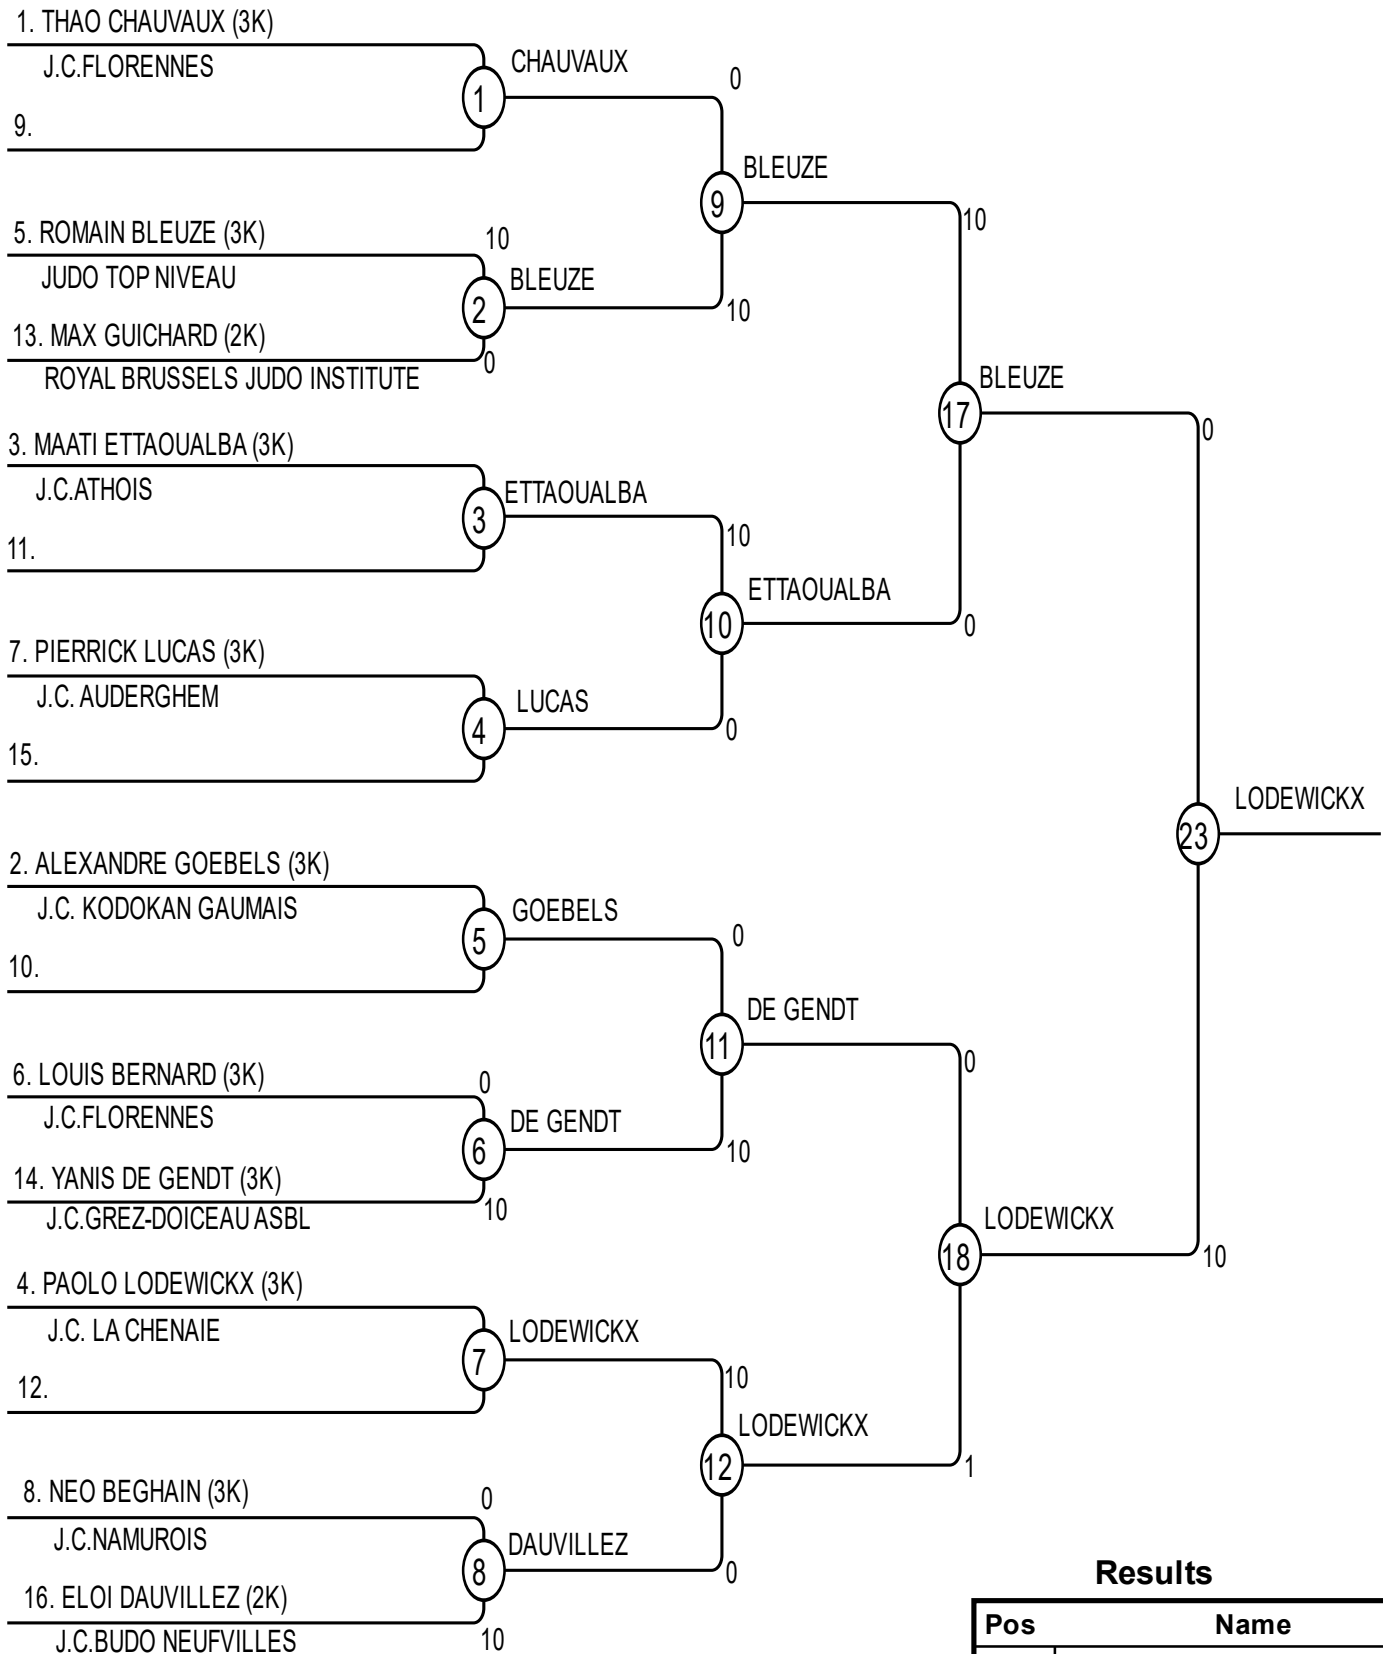 1. THAO CHAUVAUX (3K)
J.C.FLORENNES
9.
1
CHAUVAUX
0
5. ROMAIN BLEUZE (3K)
10
JUDO TOP NIVEAU
13. MAX GUICHARD (2K)
0
ROYAL BRUSSELS JUDO INSTITUTE
2
BLEUZE
10
9
BLEUZE
10
3. MAATI ETTAOUALBA (3K)
J.C.ATHOIS
11.
3
ETTAOUALBA
10
7. PIERRICK LUCAS (3K)
J.C. AUDERGHEM
15.
4
LUCAS
0
10
ETTAOUALBA
0
17
BLEUZE
0
2. ALEXANDRE GOEBELS (3K)
J.C. KODOKAN GAUMAIS
10.
5
GOEBELS
0
6. LOUIS BERNARD (3K)
0
J.C.FLORENNES
14. YANIS DE GENDT (3K)
10
J.C.GREZ-DOICEAU ASBL
6
DE GENDT
10
11
DE GENDT
0
4. PAOLO LODEWICKX (3K)
J.C. LA CHENAIE
12.
7
LODEWICKX
10
8. NEO BEGHAIN (3K)
0
J.C.NAMUROIS
16. ELOI DAUVILLEZ (2K)
10
J.C.BUDO NEUFVILLES
8
DAUVILLEZ
0
12
LODEWICKX
1
18
LODEWICKX
10
23
LODEWICKX
Results
Pos Name